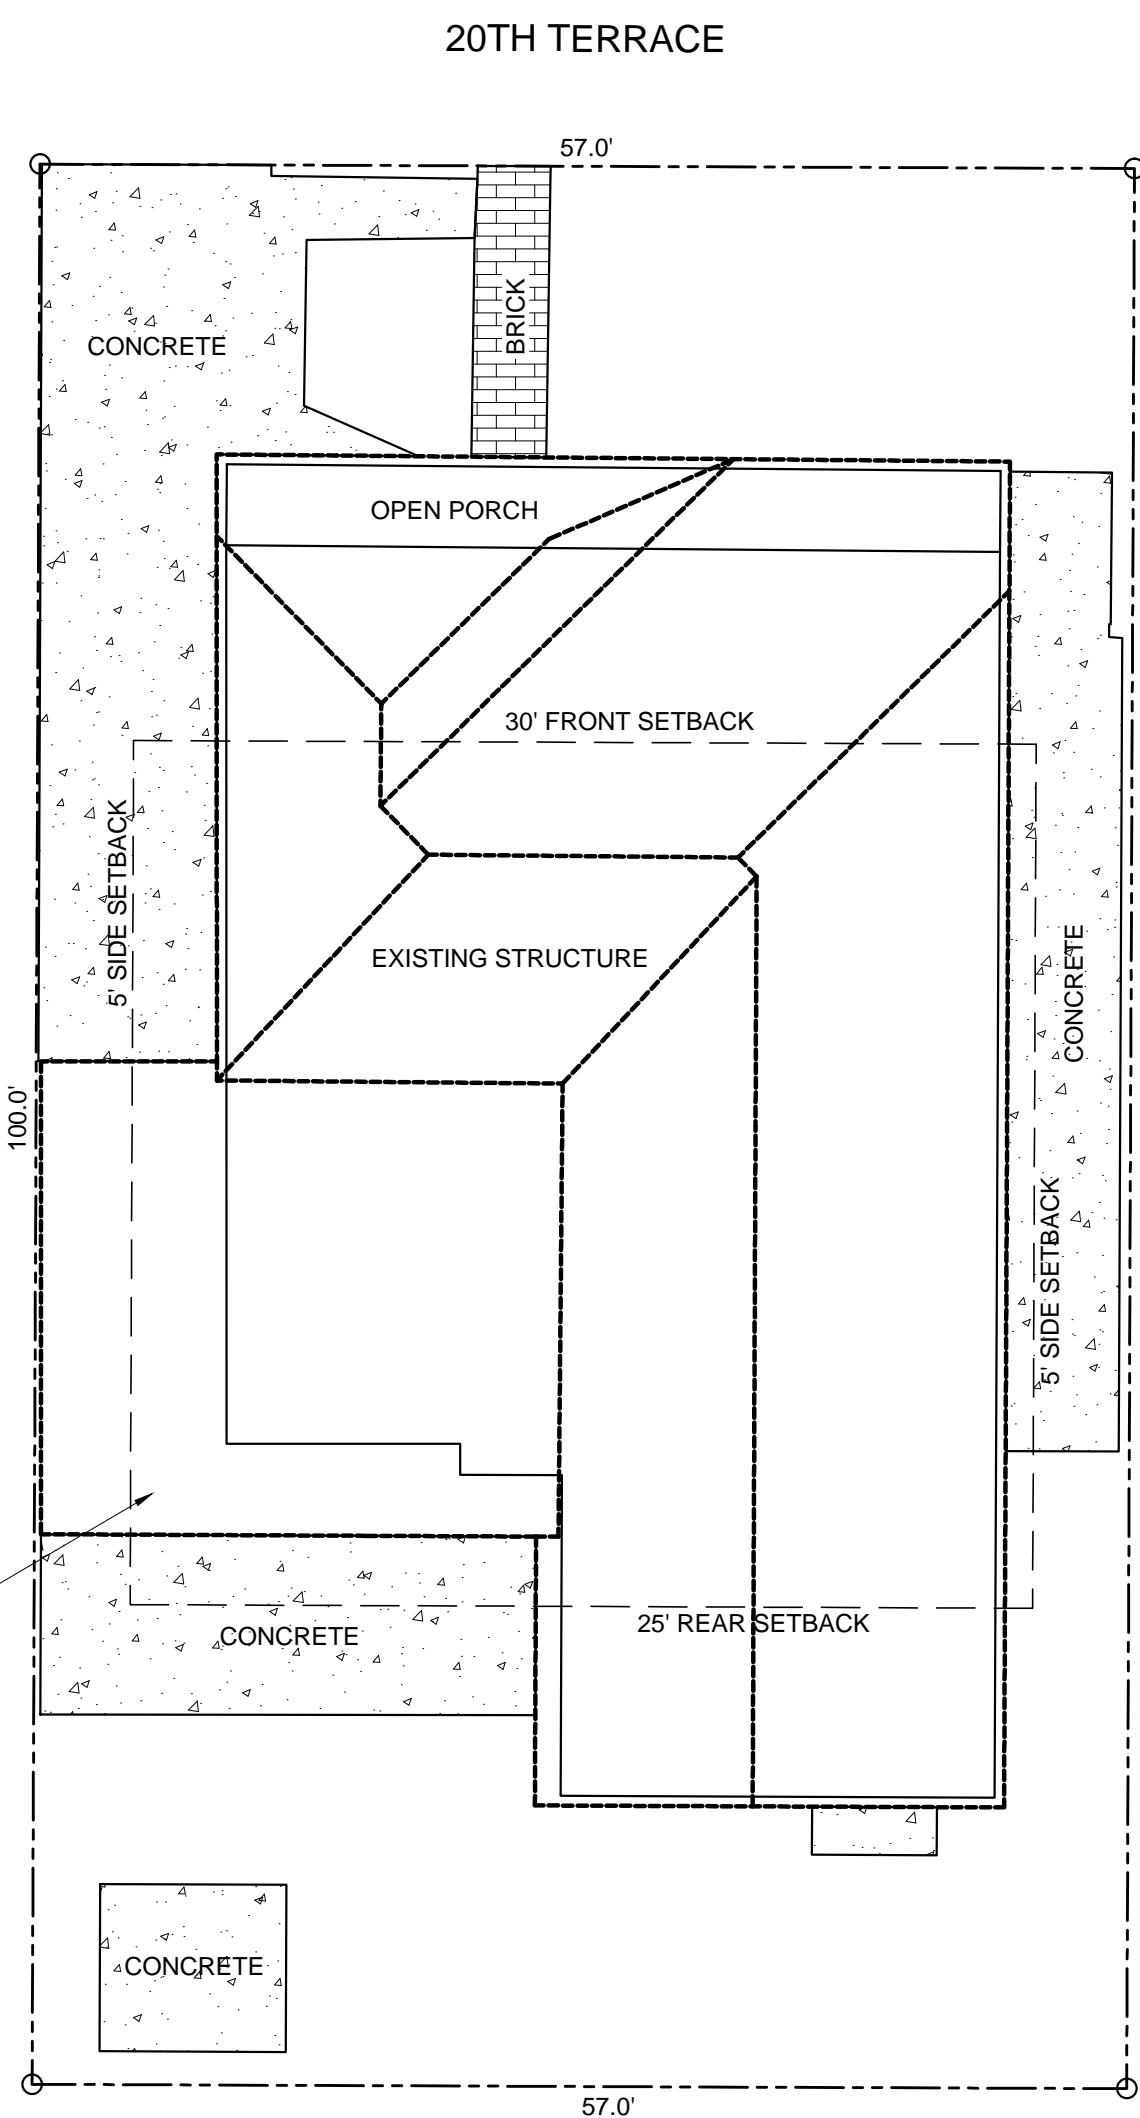 20TH TERRACE
57.0'
CONCRETE
BRICK
OPEN PORCH
30' FRONT SETBACK
5' SIDE SETBACK
EXISTING STRUCTURE
CONCRETE
100.0'
5' SIDE SETBACK
25' REAR SETBACK
CONCRETE
CONCRETE
57.0'